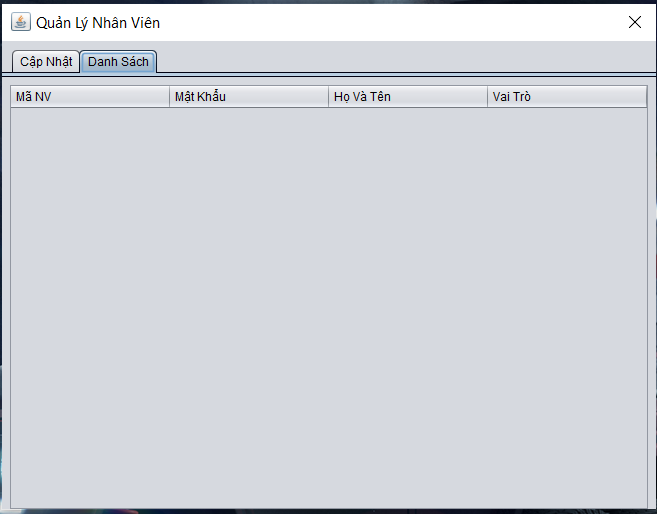 Quản Lý Nhân Viên
Cập Nhật Danh Sách
Mã NV Mật Khẩu Họ Và Tên Vai Trò